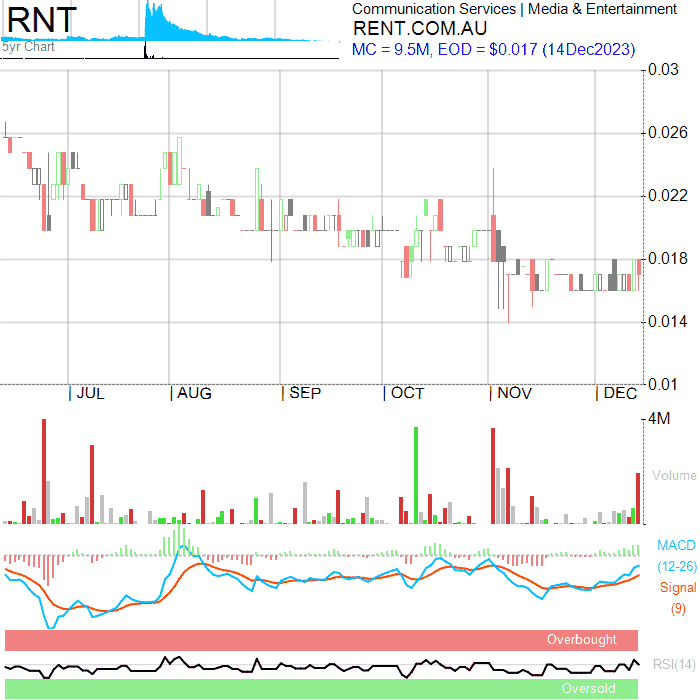 RNT
5yr Chart
Communication Services | Media & Entertainment
RENT.COM.AU
MC = 9.5M, EOD = $0.017 (14Dec2023)
0.03
0.026
0.022
0.018
0.014
0.01
JUL AUG SEP OCT NOV DEC
4M
Volume
MACD
(12-26)
Signal
(9)
Overbought
RSI(14)
Oversold